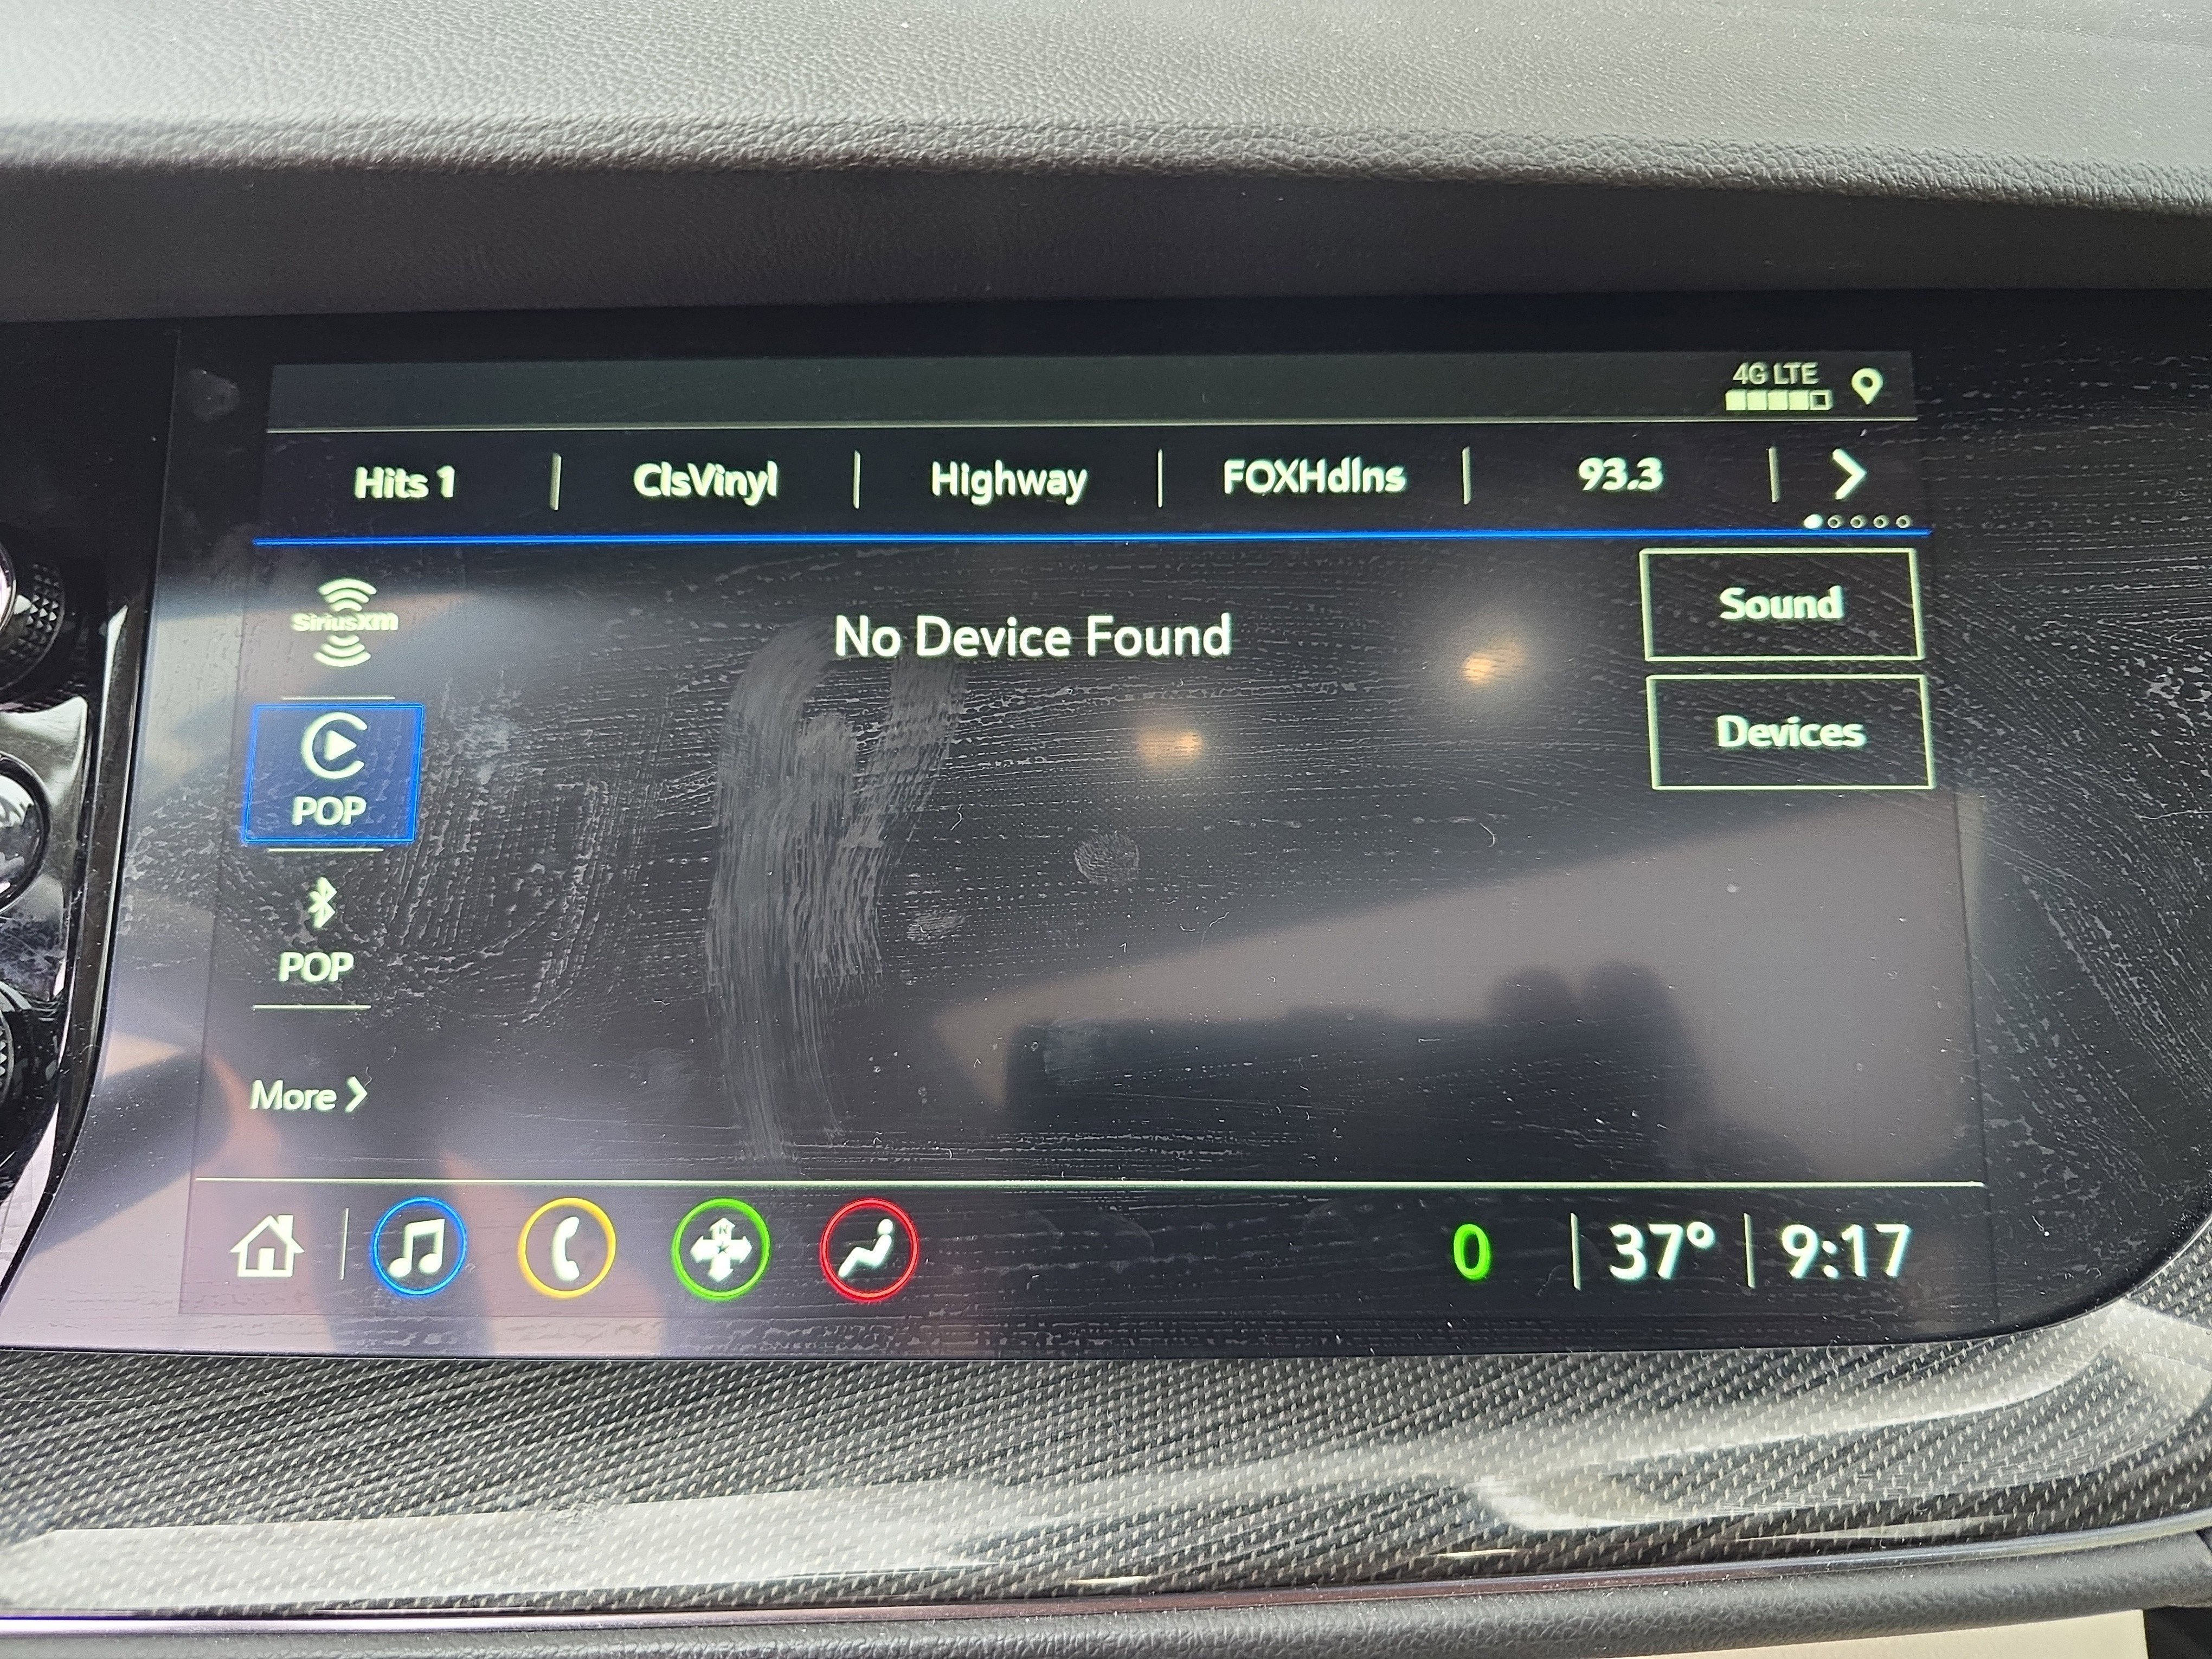 4G LTE
Hits 1 ClsVinyl Highway FOXHdlns 93.3
SiriusXM
No Device Found
Sound
POP
Devices
POP
More
0 37° 9:17